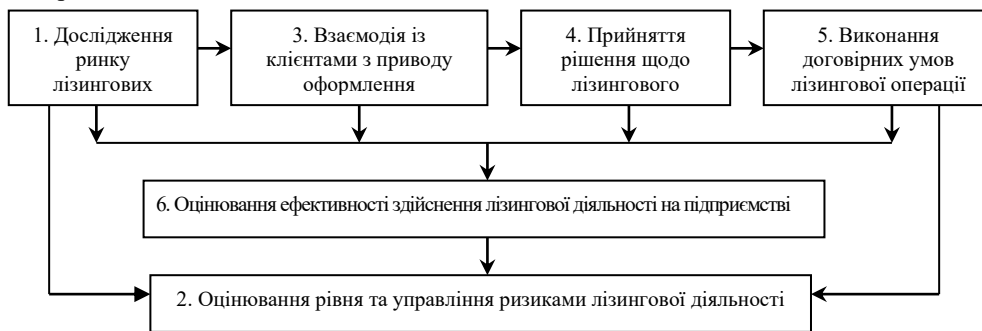 1. Дослідження
ринку
лізингових
3. Взаємодія із
клієнтами з приводу
оформлення
4. Прийняття
рішення щодо
лізингового
5. Виконання
договірних умов
лізингової операції
6. Оцінювання ефективності здійснення лізингової діяльності на підприємстві
2. Оцінювання рівня та управління ризиками лізингової діяльності